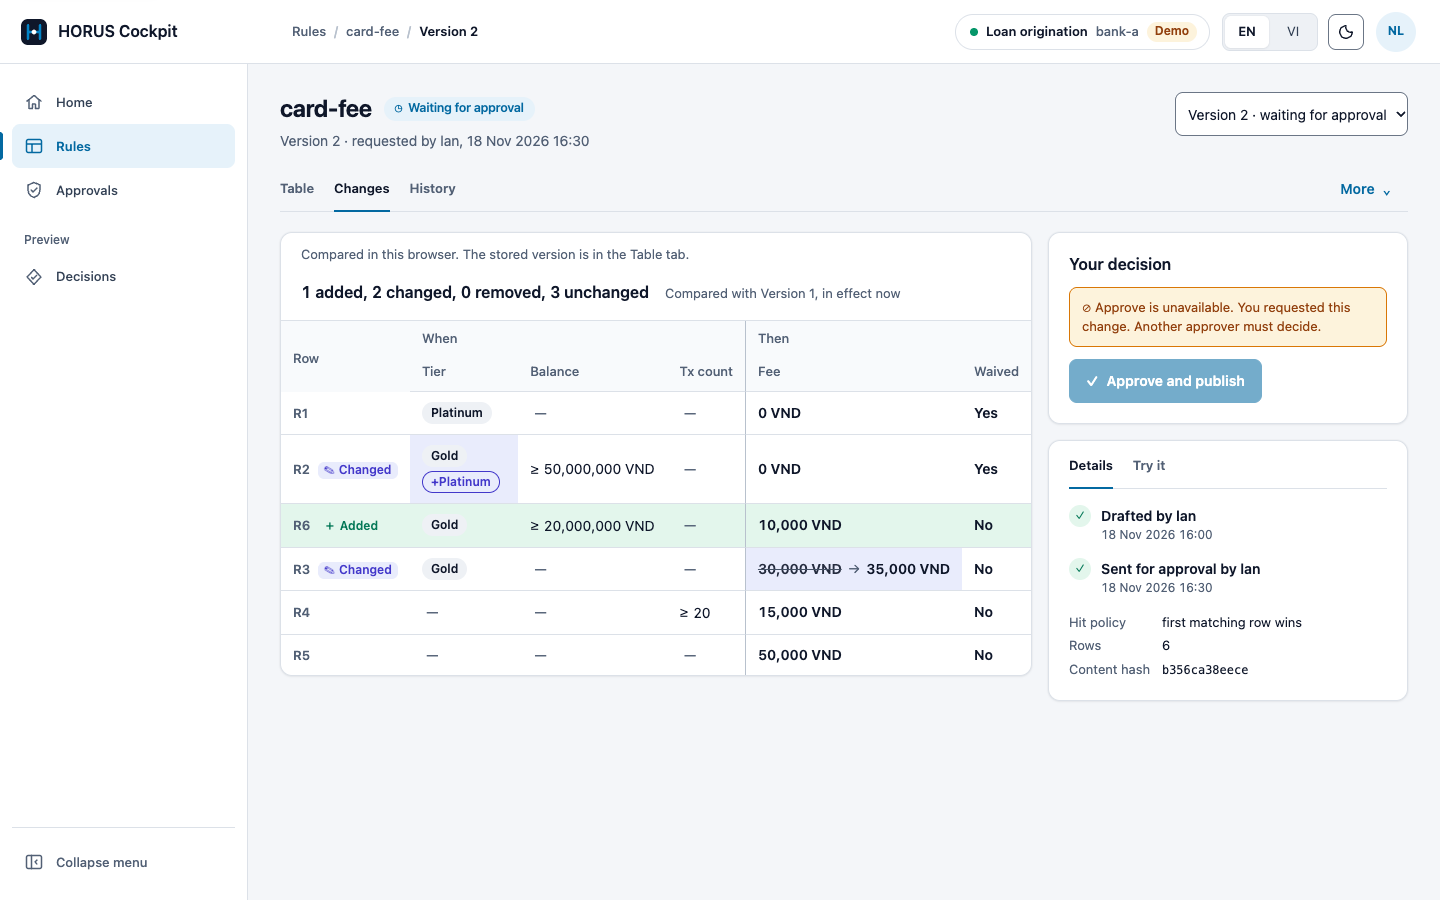 HORUS Cockpit
Rules / card-fee / Version 2
Loan origination bank-a Demo
EN VI
NL
Home
Rules
Approvals
Preview
Decisions
Collapse menu
card-fee
Waiting for approval
Version 2 · requested by lan, 18 Nov 2026 16:30
Version 2 · waiting for approval
Table Changes History
More
Compared in this browser. The stored version is in the Table tab.
1 added, 2 changed, 0 removed, 3 unchanged Compared with Version 1, in effect now
When Then
Row
Tier Balance Tx count Fee Waived
R1 Platinum — — 0 VND Yes
R2 Changed Gold +Platinum ≥ 50,000,000 VND — 0 VND Yes
R6 + Added Gold ≥ 20,000,000 VND — 10,000 VND No
R3 Changed Gold — — 30,000 VND → 35,000 VND No
R4 — — ≥ 20 15,000 VND No
R5 — — — 50,000 VND No
Your decision
Approve is unavailable. You requested this
change. Another approver must decide.
Approve and publish
Details Try it
Drafted by lan
18 Nov 2026 16:00
Sent for approval by lan
18 Nov 2026 16:30
Hit policy first matching row wins
Rows 6
Content hash b356ca38eece